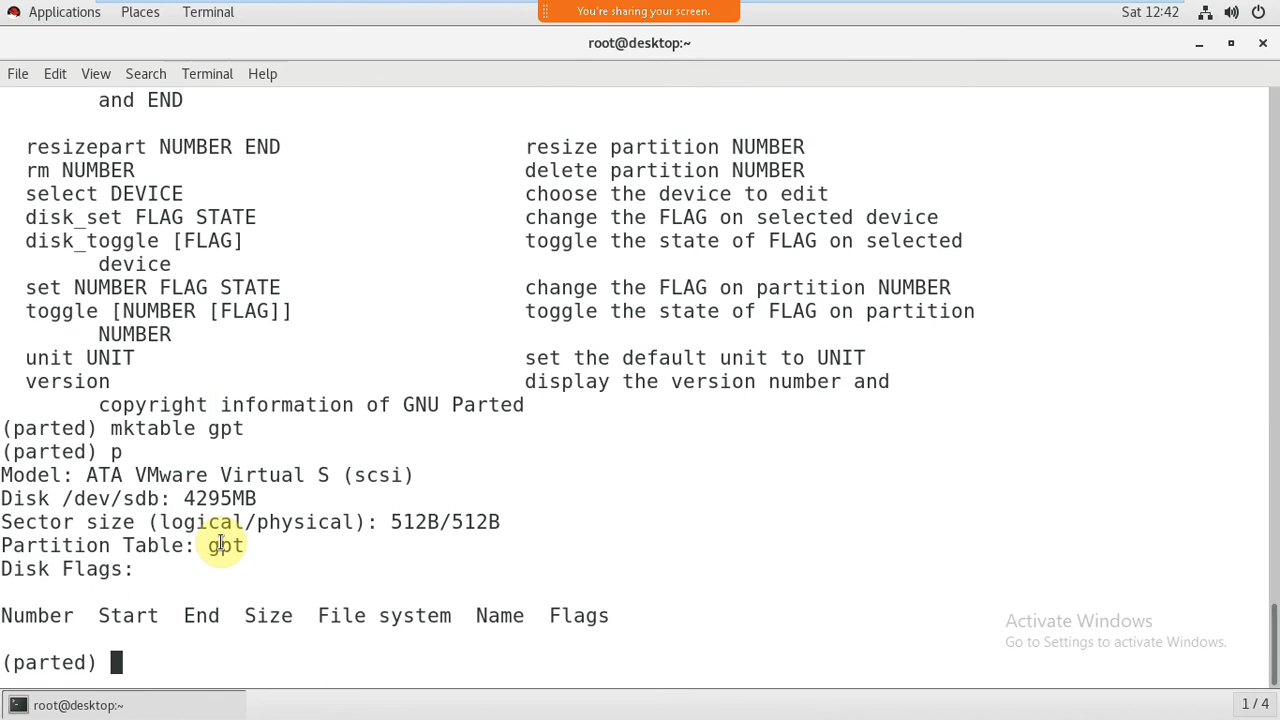 Applications Places Terminal You're sharing your screen. Sat 12:42
root@desktop:~
File Edit View Search Terminal Help
and END
resizepart NUMBER END resize partition NUMBER
rm NUMBER delete partition NUMBER
select DEVICE choose the device to edit
disk_set FLAG STATE change the FLAG on selected device
disk_toggle [FLAG] toggle the state of FLAG on selected
device
set NUMBER FLAG STATE change the FLAG on partition NUMBER
toggle [NUMBER [FLAG]] toggle the state of FLAG on partition
NUMBER
unit UNIT set the default unit to UNIT
version display the version number and
copyright information of GNU Parted
(parted) mktable gpt
(parted) p
Model: ATA VMware Virtual S (scsi)
Disk /dev/sdb: 4295MB
Sector size (logical/physical): 512B/512B
Partition Table: gpt
Disk Flags:
Number Start End Size File system Name Flags
Activate Windows
Go to Settings to activate Windows.
(parted)
root@desktop:~ 1 / 4